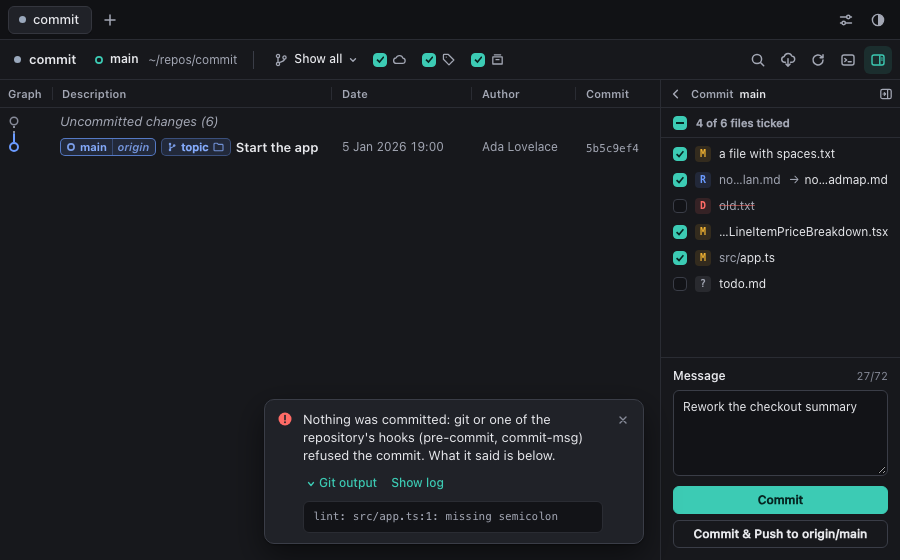 commit
commit main ~/repos/commit Show all
Graph Description Date Author Commit
Uncommitted changes (6)
main origin topic Start the app 5 Jan 2026 19:00 Ada Lovelace 5b5c9ef4
Commit main
4 of 6 files ticked
M a file with spaces.txt
R no...lan.md → no...admap.md
D old.txt
M ...LineItemPriceBreakdown.tsx
M src/app.ts
? todo.md
Message 27/72
Rework the checkout summary
Commit
Commit & Push to origin/main
Nothing was committed: git or one of the
repository's hooks (pre-commit, commit-msg)
refused the commit. What it said is below.
Git output Show log
lint: src/app.ts:1: missing semicolon